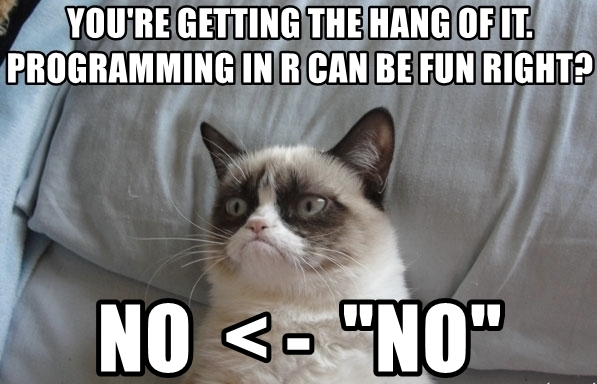 YOU'RE GETTING THE HANG OF IT.
PROGRAMMING IN R CAN BE FUN RIGHT?
NO < - "NO"